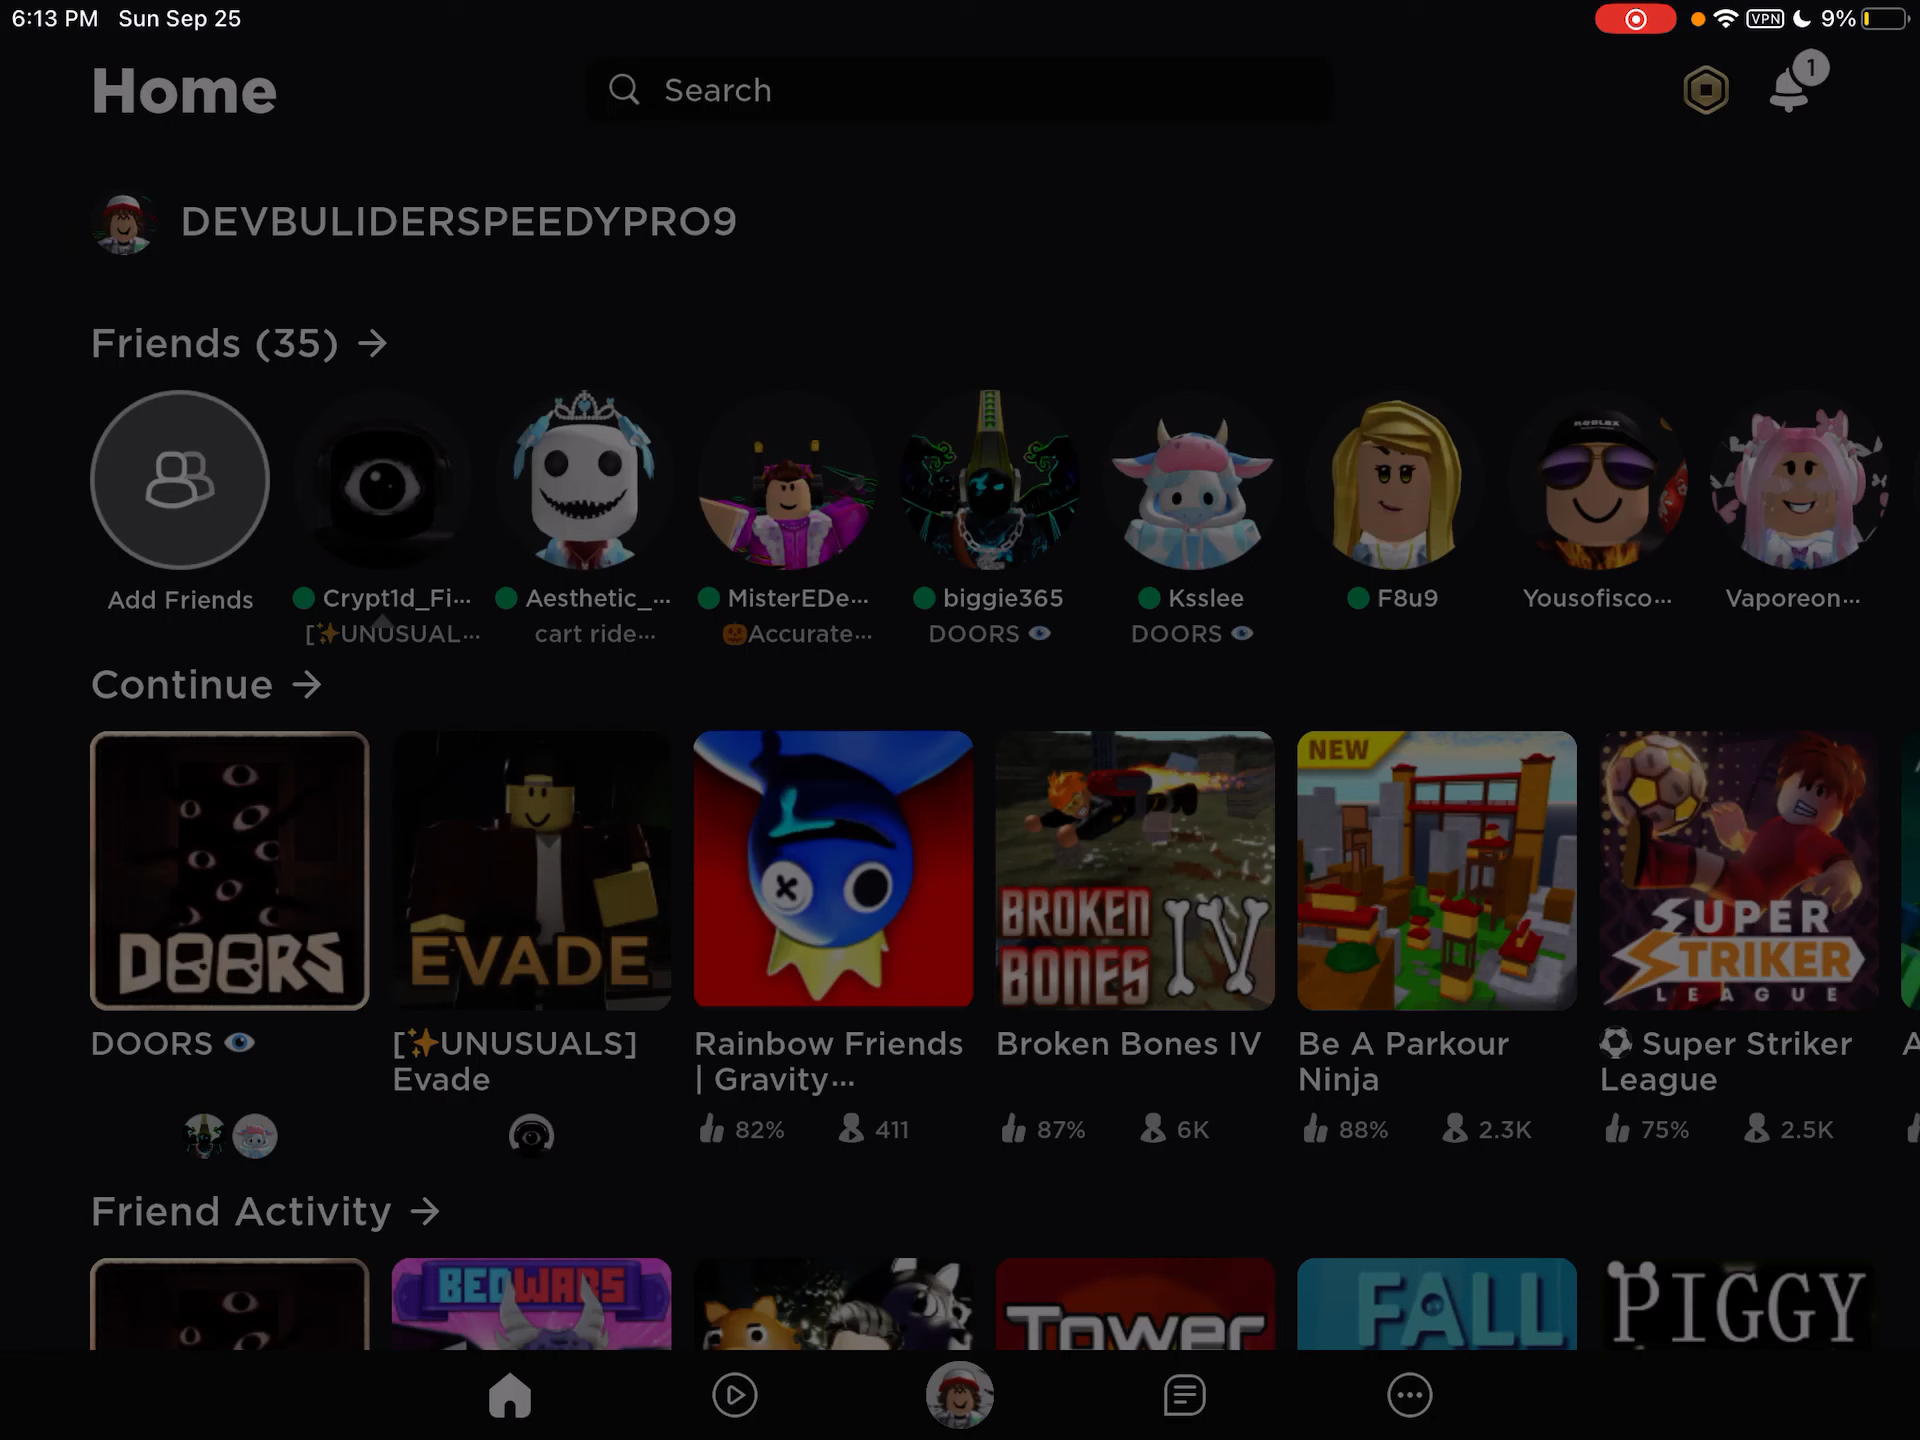 6:13 PM Sun Sep 25
VPN 9%
Home
Search
1
DEVBULIDERSPEEDYPRO9
Friends (35) →
ROBLOX
Add Friends
Crypt1d_Fi...
Aesthetic_...
MisterEDe...
biggie365
Ksslee
F8u9
Yousofisco...
Vaporeon...
[✨UNUSUAL...
cart ride...
🎃Accurate...
DOORS 👁
DOORS 👁
Continue →
DOORS
EVADE
BROKEN
BONES IV
NEW
SUPER
STRIKER
LEAGUE
DOORS 👁
[✨UNUSUALS]
Evade
Rainbow Friends
| Gravity...
Broken Bones IV
Be A Parkour
Ninja
⚽ Super Striker
League
A
82% 411
87% 6K
88% 2.3K
75% 2.5K
Friend Activity →
BEDWARS
Tower
FALL
PIGGY